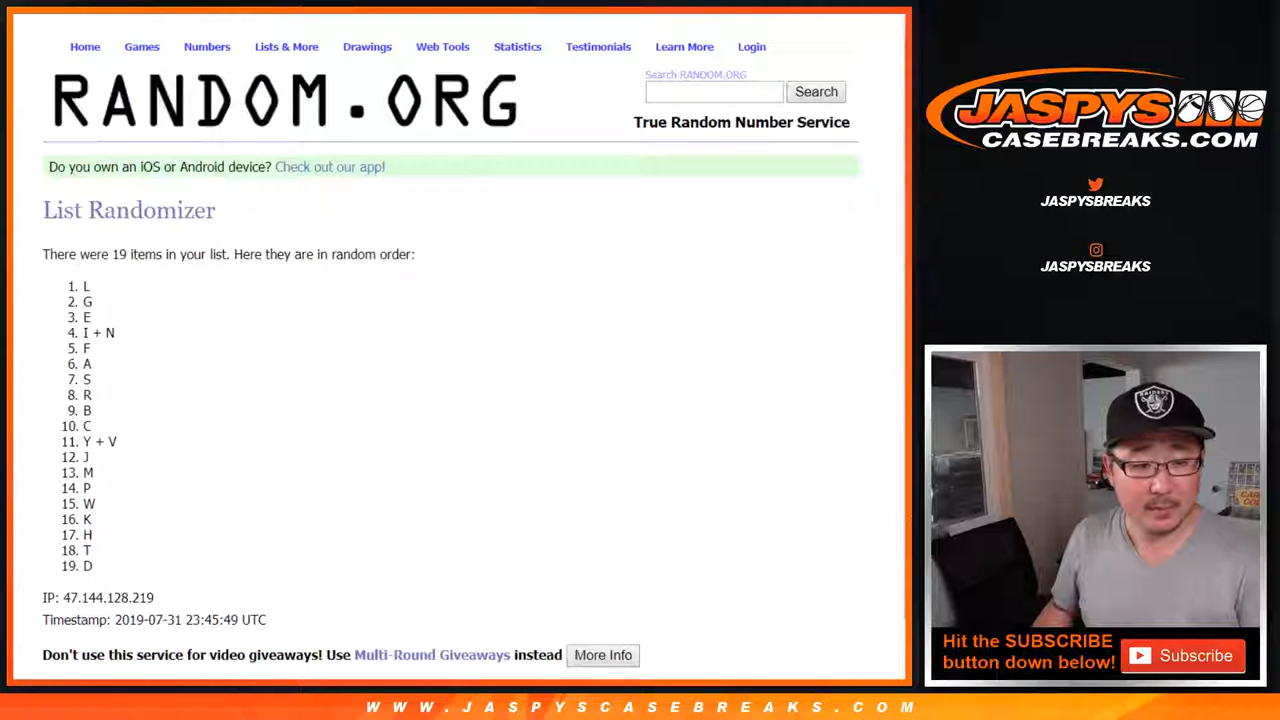 Home Games Numbers Lists & More Drawings Web Tools Statistics Testimonials Learn More Login
RANDOM.ORG
Search RANDOM.ORG
Search
True Random Number Service
Do you own an iOS or Android device? Check out our app!
List Randomizer
There were 19 items in your list. Here they are in random order:
1. L
2. G
3. E
4. I + N
5. F
6. A
7. S
8. R
9. B
10. C
11. Y + V
12. J
13. M
14. P
15. W
16. K
17. H
18. T
19. D
IP: 47.144.128.219
Timestamp: 2019-07-31 23:45:49 UTC
Don't use this service for video giveaways! Use Multi-Round Giveaways instead More Info
JASPYS
CASEBREAKS.COM
JASPYSBREAKS
JASPYSBREAKS
RAIDERS
Hit the SUBSCRIBE
button down below!
Subscribe
WWW.JASPYSCASEBREAKS.COM